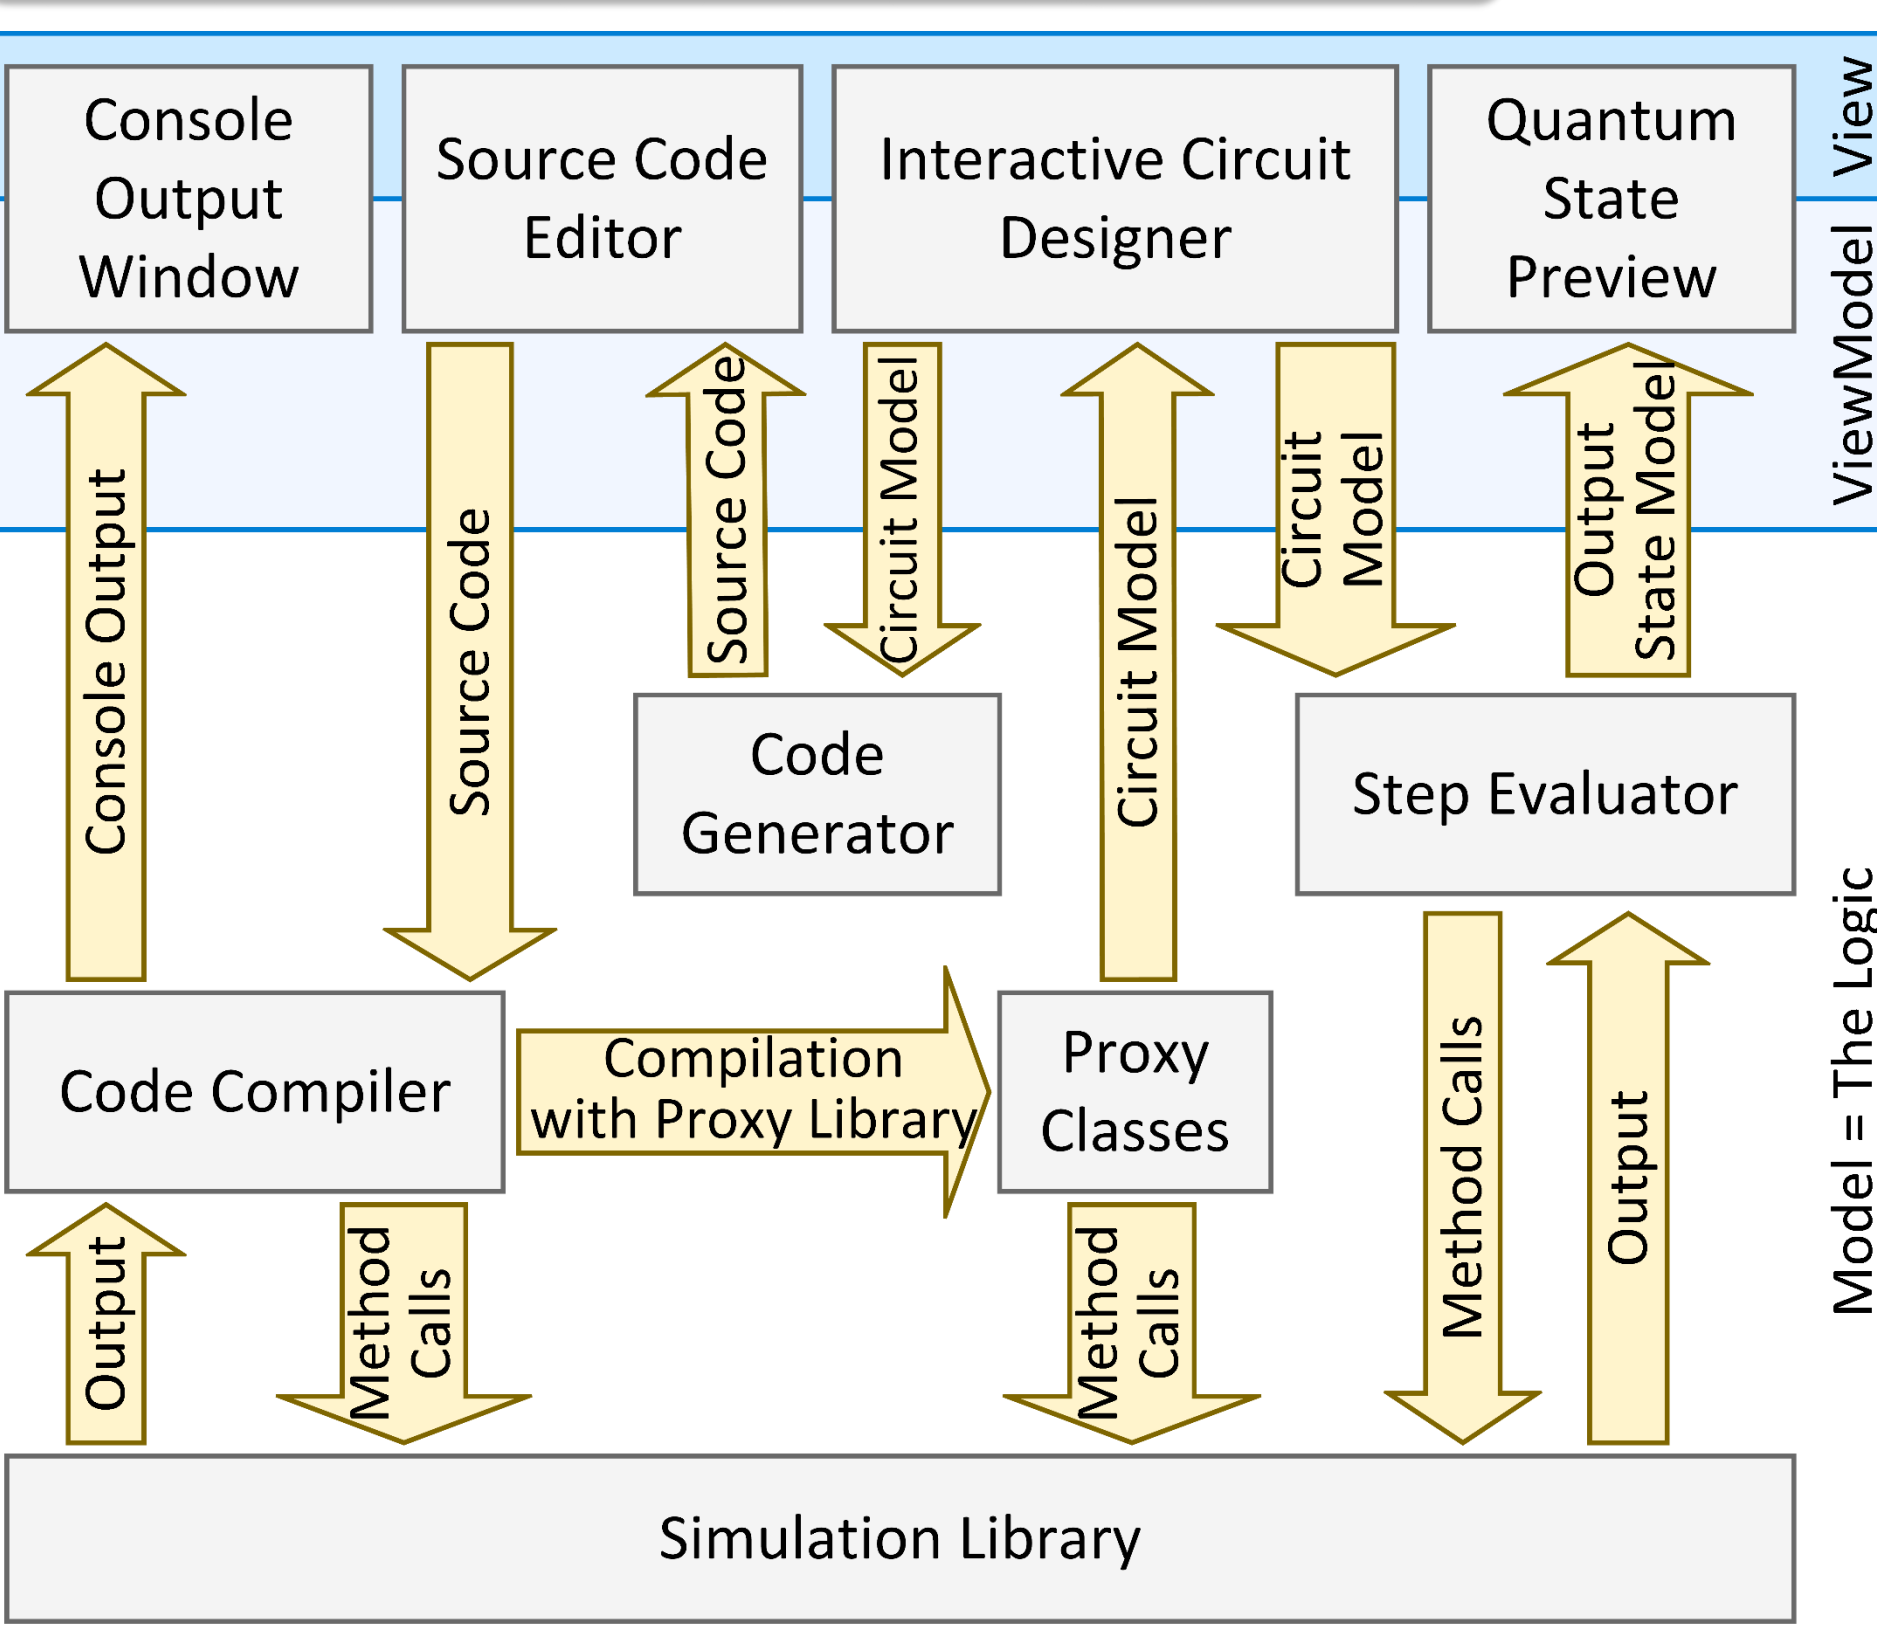 Console
Output
Window
Source Code
Editor
Interactive Circuit
Designer
Quantum
State
Preview
View
ViewModel
Console Output
Source Code
Source Code
Circuit Model
Circuit Model
Circuit
Model
Output
State Model
Code
Generator
Step Evaluator
Model = The Logic
Code Compiler
Compilation
with Proxy Library
Proxy
Classes
Method Calls
Output
Output
Method
Calls
Method
Calls
Simulation Library